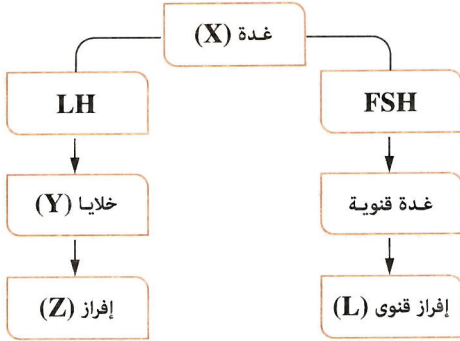 غدة (X)
FSH
LH
غدة قنوية
خلايا (Y)
إفراز قنوى (L)
إفراز (Z)